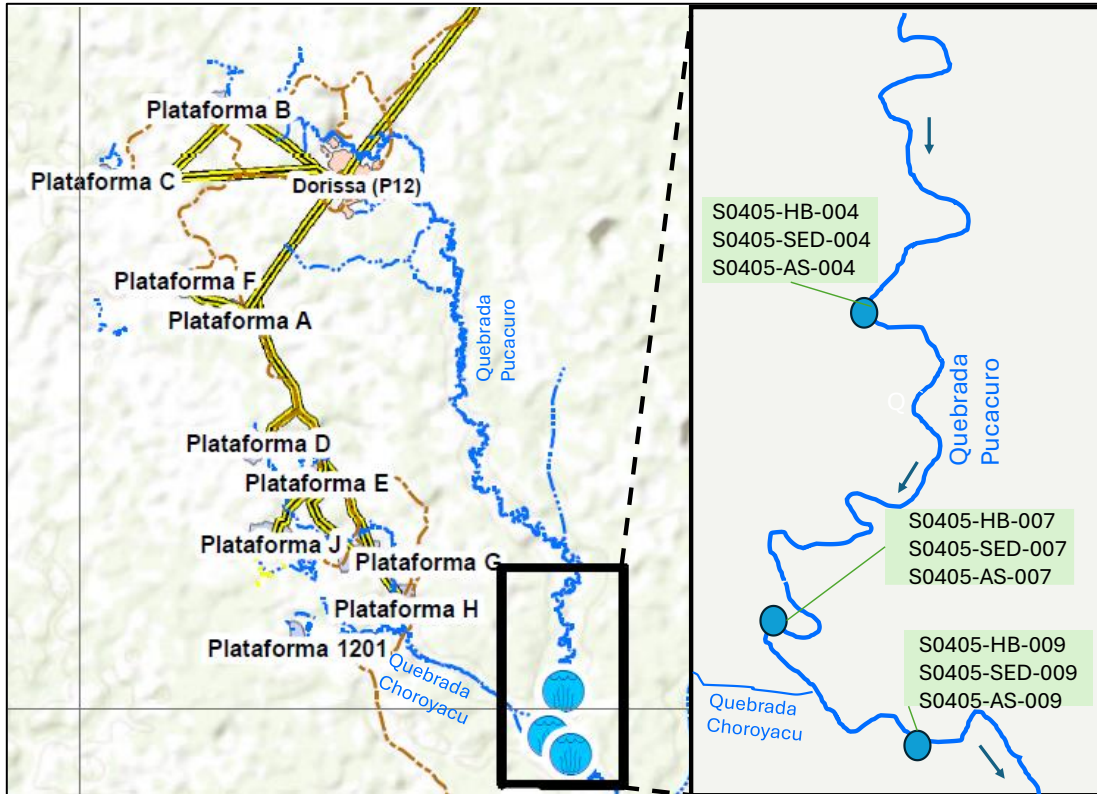 Plataforma B
Plataforma C
Dorissa (P12)
Plataforma F
Plataforma A
Quebrada
Pucacuro
Plataforma D
Plataforma E
Plataforma J
Plataforma G
Plataforma H
Plataforma 1201
Quebrada
Choroyacu
S0405-HB-004
S0405-SED-004
S0405-AS-004
Q
Quebrada
Pucacuro
S0405-HB-007
S0405-SED-007
S0405-AS-007
S0405-HB-009
S0405-SED-009
S0405-AS-009
Quebrada
Choroyacu